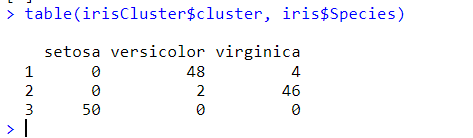 > table(irisCluster$cluster, iris$Species)
setosa versicolor virginica
1 0 48 4
2 0 2 46
3 50 0 0
>